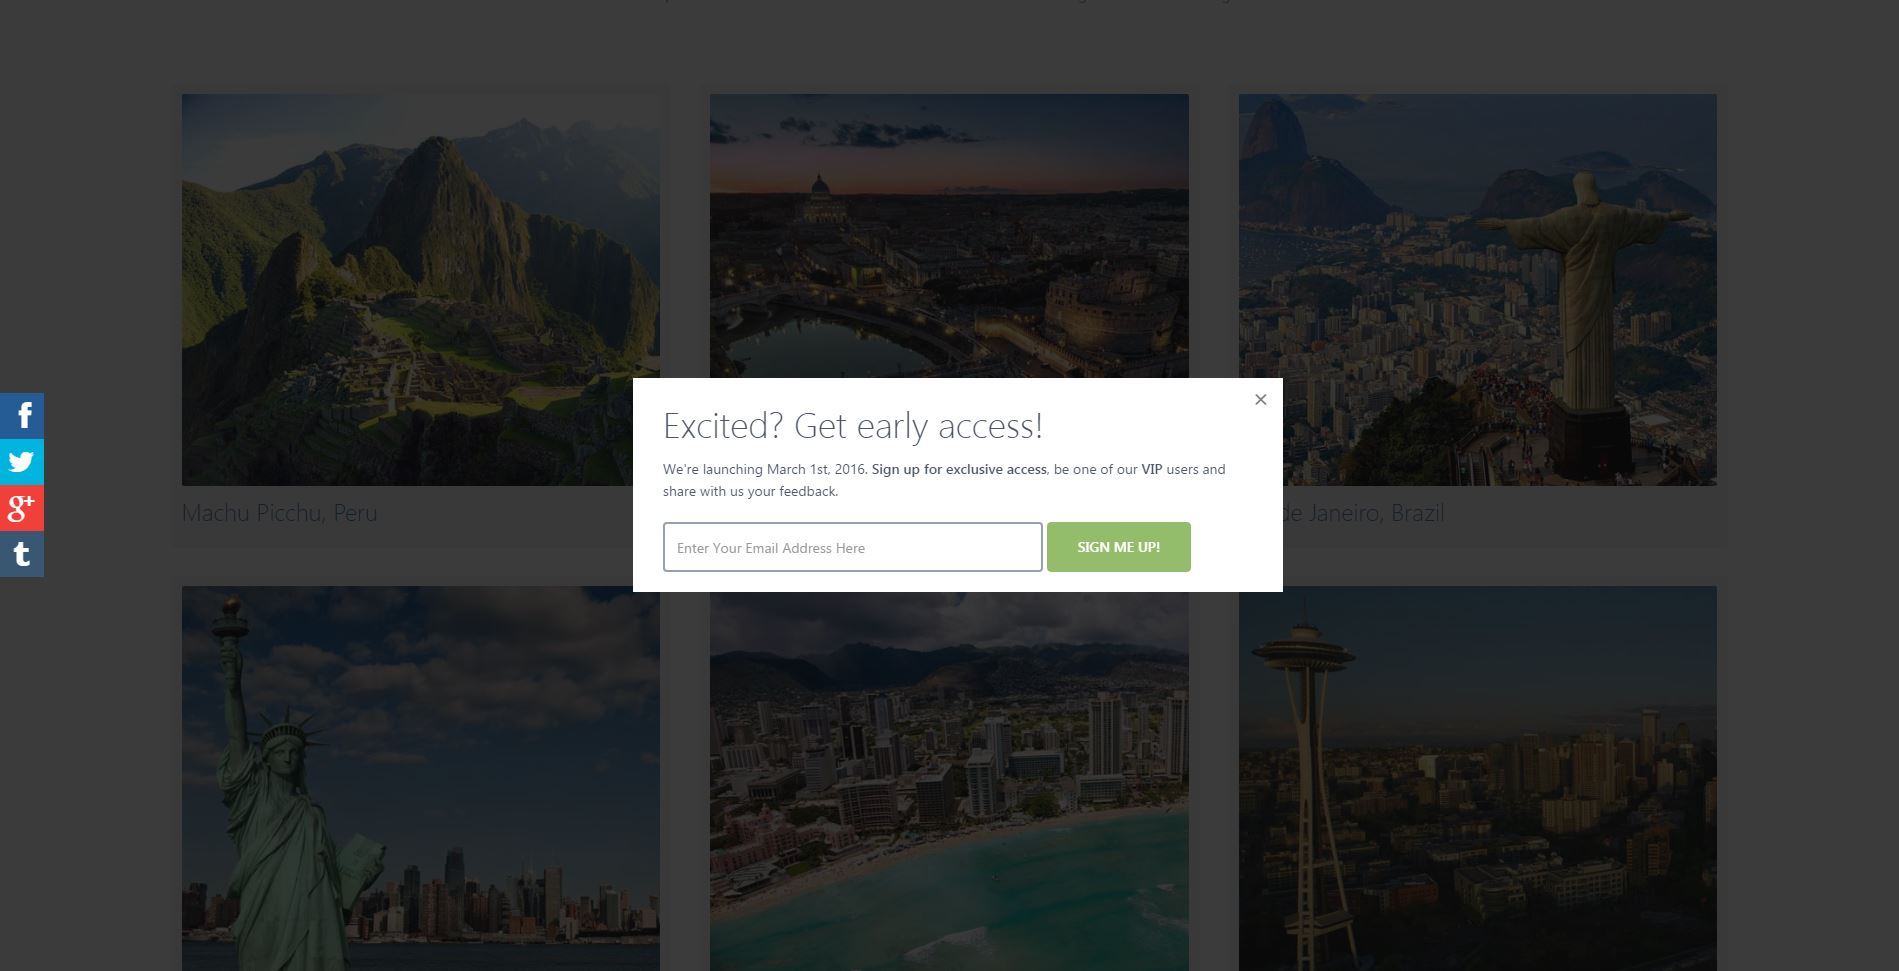 Excited? Get early access!
We're launching March 1st, 2016. Sign up for exclusive access, be one of our VIP users and
share with us your feedback.
Enter Your Email Address Here
SIGN ME UP!
f
g+
t
Machu Picchu, Peru
de Janeiro, Brazil